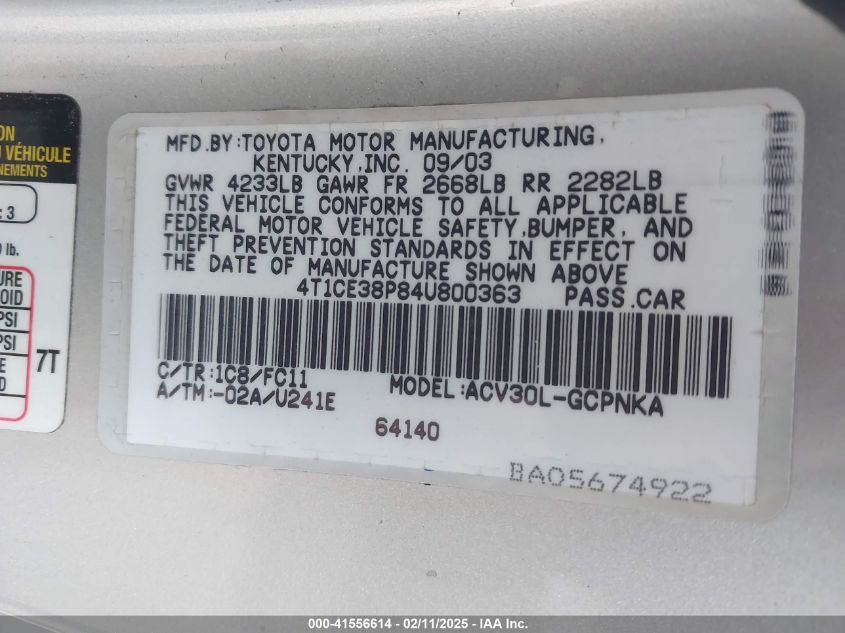 ON
U VÉHICULE
NEMENTS
: 3
lb.
URE
OID
PSI
PSI
E
D
7T
MFD.BY:TOYOTA MOTOR MANUFACTURING,
KENTUCKY,INC. 09/03
GVWR 4233LB GAWR FR 2668LB RR 2282LB
THIS VEHICLE CONFORMS TO ALL APPLICABLE
FEDERAL MOTOR VEHICLE SAFETY,BUMPER, AND
THEFT PREVENTION STANDARDS IN EFFECT ON
THE DATE OF MANUFACTURE SHOWN ABOVE
4T1CE38P84U800363 PASS.CAR
C/TR:1C8/FC11 MODEL:ACV30L-GCPNKA
A/TM:-02A/U241E
64140
BA05674922
000-41556614 - 02/11/2025 - IAA Inc.